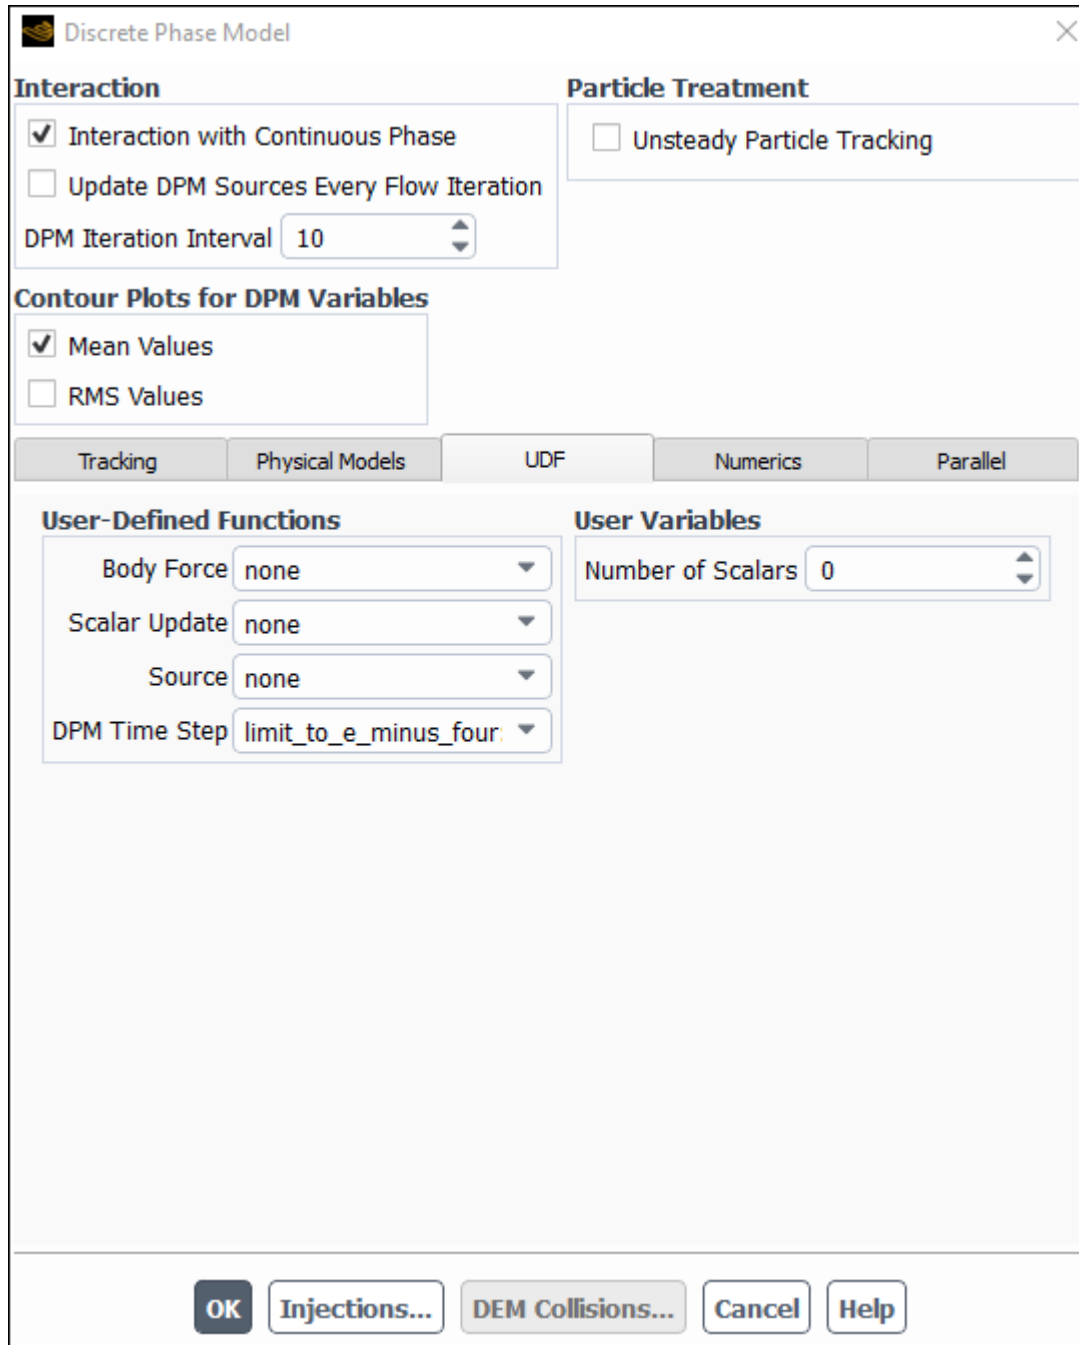 Discrete Phase Model
Interaction
Interaction with Continuous Phase
Update DPM Sources Every Flow Iteration
DPM Iteration Interval 10
Particle Treatment
Unsteady Particle Tracking
Contour Plots for DPM Variables
Mean Values
RMS Values
Tracking Physical Models UDF Numerics Parallel
User-Defined Functions
Body Force none
Scalar Update none
Source none
DPM Time Step limit_to_e_minus_four:
User Variables
Number of Scalars 0
OK Injections... DEM Collisions... Cancel Help